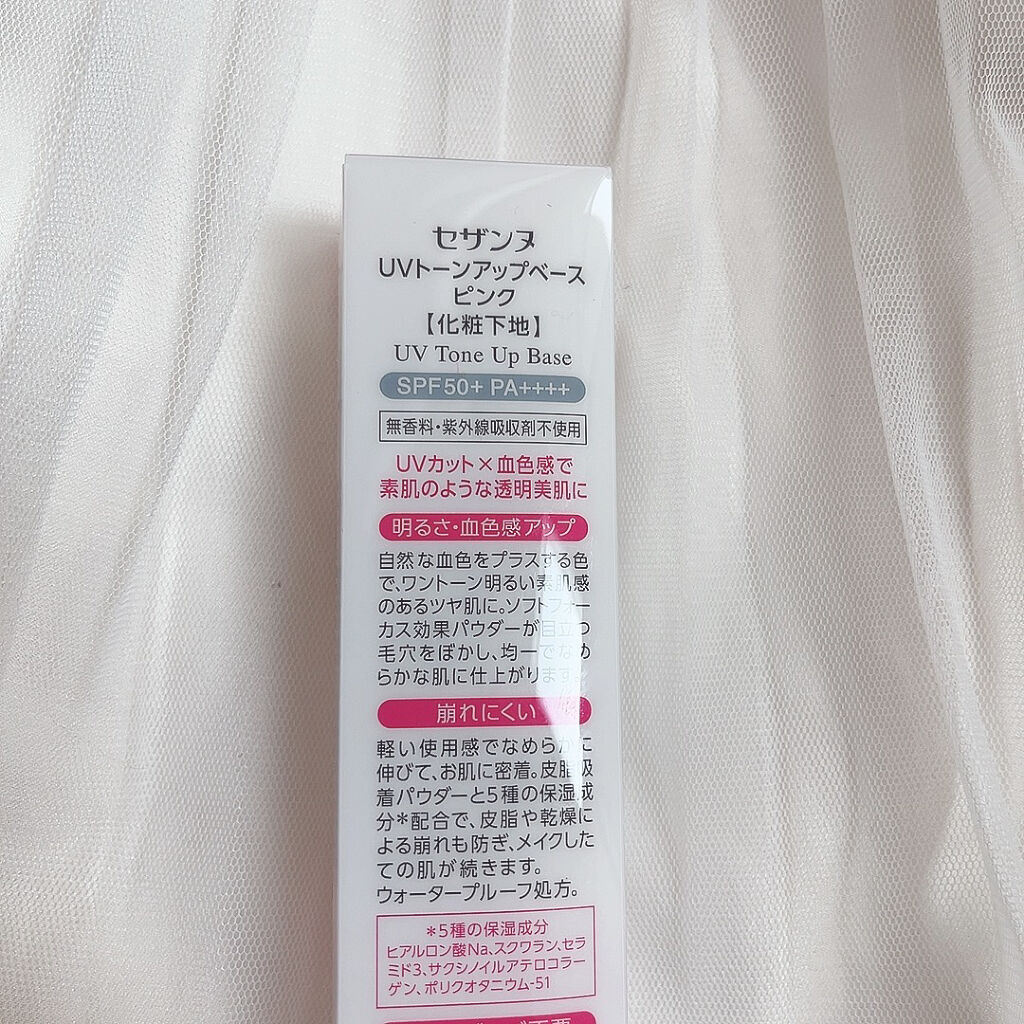 セザンヌ
UVトーンアップベース
ピンク
【化粧下地】
UV Tone Up Base
SPF50+ PA++++
無香料・紫外線吸収剤不使用
UVカット×血色感で
素肌のような透明美肌に
明るさ・血色感アップ
自然な血色をプラスする色
で、ワントーン明るい素肌感
のあるツヤ肌に。ソフトフォー
カス効果パウダーが目立つ
毛穴をぼかし、均一でなめ
らかな肌に仕上がります。
崩れにくい
軽い使用感でなめらかに
伸びて、お肌に密着。皮脂吸
着パウダーと5種の保湿成
分*配合で、皮脂や乾燥に
よる崩れも防ぎ、メイクした
ての肌が続きます。
ウォータープルーフ処方。
*5種の保湿成分
ヒアルロン酸Na、スクワラン、セラ
ミド3、サクシノイルアテロコラー
ゲン、ポリクオタニウム-51